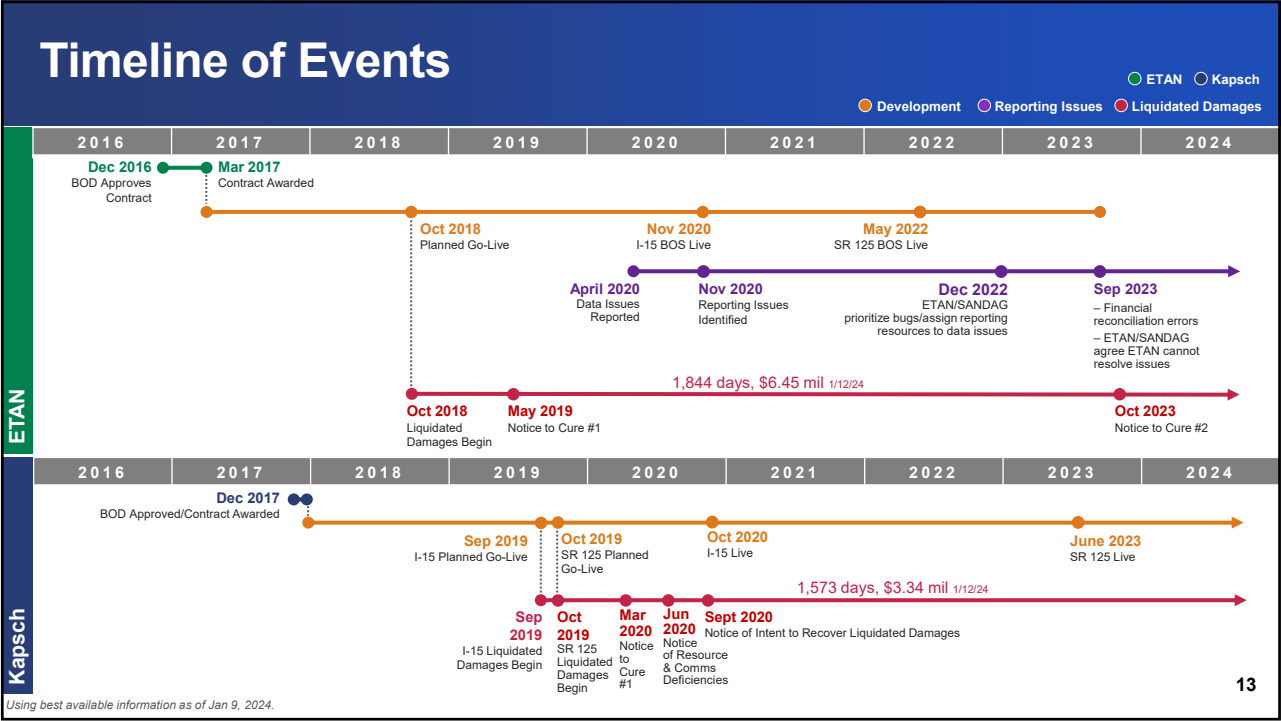 Timeline of Events
ETAN
Kapsch
Development
Reporting Issues
Liquidated Damages
ETAN
2016 2017 2018 2019 2020 2021 2022 2023 2024
Dec 2016
BOD Approves
Contract
Mar 2017
Contract Awarded
Oct 2018
Planned Go-Live
Nov 2020
I-15 BOS Live
May 2022
SR 125 BOS Live
April 2020
Data Issues
Reported
Nov 2020
Reporting Issues
Identified
Dec 2022
ETAN/SANDAG
prioritize bugs/assign reporting
resources to data issues
Sep 2023
– Financial
reconciliation errors
– ETAN/SANDAG
agree ETAN cannot
resolve issues
1,844 days, $6.45 mil 1/12/24
Oct 2018
Liquidated
Damages Begin
May 2019
Notice to Cure #1
Oct 2023
Notice to Cure #2
Kapsch
2016 2017 2018 2019 2020 2021 2022 2023 2024
Dec 2017
BOD Approved/Contract Awarded
Sep 2019
I-15 Planned Go-Live
Oct 2019
SR 125 Planned
Go-Live
Oct 2020
I-15 Live
June 2023
SR 125 Live
1,573 days, $3.34 mil 1/12/24
Sep
2019
I-15 Liquidated
Damages Begin
Oct
2019
SR 125
Liquidated
Damages
Begin
Mar
2020
Notice
to
Cure
#1
Jun
2020
Notice
of Resource
& Comms
Deficiencies
Sept 2020
Notice of Intent to Recover Liquidated Damages
13
Using best available information as of Jan 9, 2024.